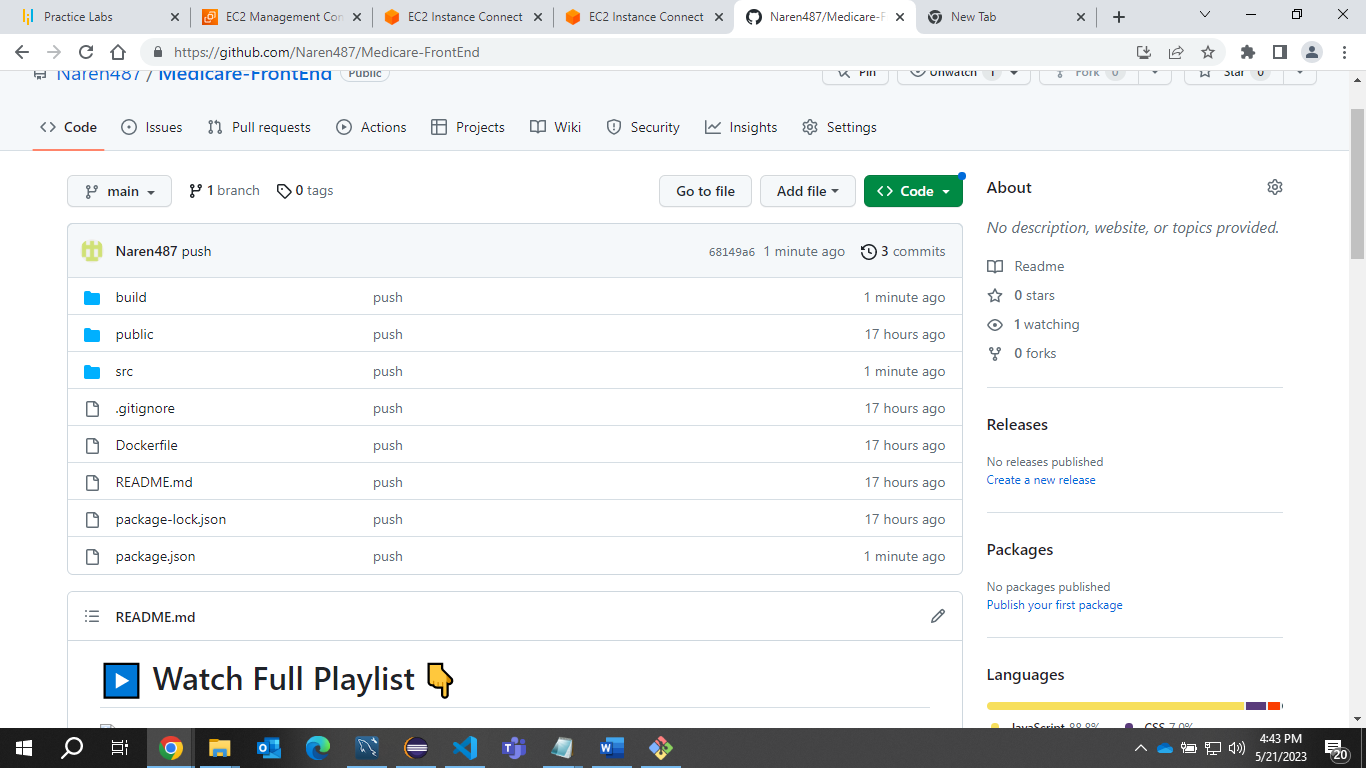 Practice Labs
EC2 Management Con
EC2 Instance Connect
EC2 Instance Connect
Naren487/Medicare-F
New Tab
https://github.com/Naren487/Medicare-FrontEnd
Naren487 / Medicare-FrontEnd Public
Pin
Unwatch 1
Fork 0
Star 0
Code
Issues
Pull requests
Actions
Projects
Wiki
Security
Insights
Settings
main
1 branch
0 tags
Go to file
Add file
Code
Naren487 push 68149a6 1 minute ago 3 commits
build push 1 minute ago
public push 17 hours ago
src push 1 minute ago
.gitignore push 17 hours ago
Dockerfile push 17 hours ago
README.md push 17 hours ago
package-lock.json push 17 hours ago
package.json push 1 minute ago
README.md
Watch Full Playlist
About
No description, website, or topics provided.
Readme
0 stars
1 watching
0 forks
Releases
No releases published
Create a new release
Packages
No packages published
Publish your first package
Languages
JavaScript 88.8% CSS 7.0%
4:43 PM
5/21/2023
20